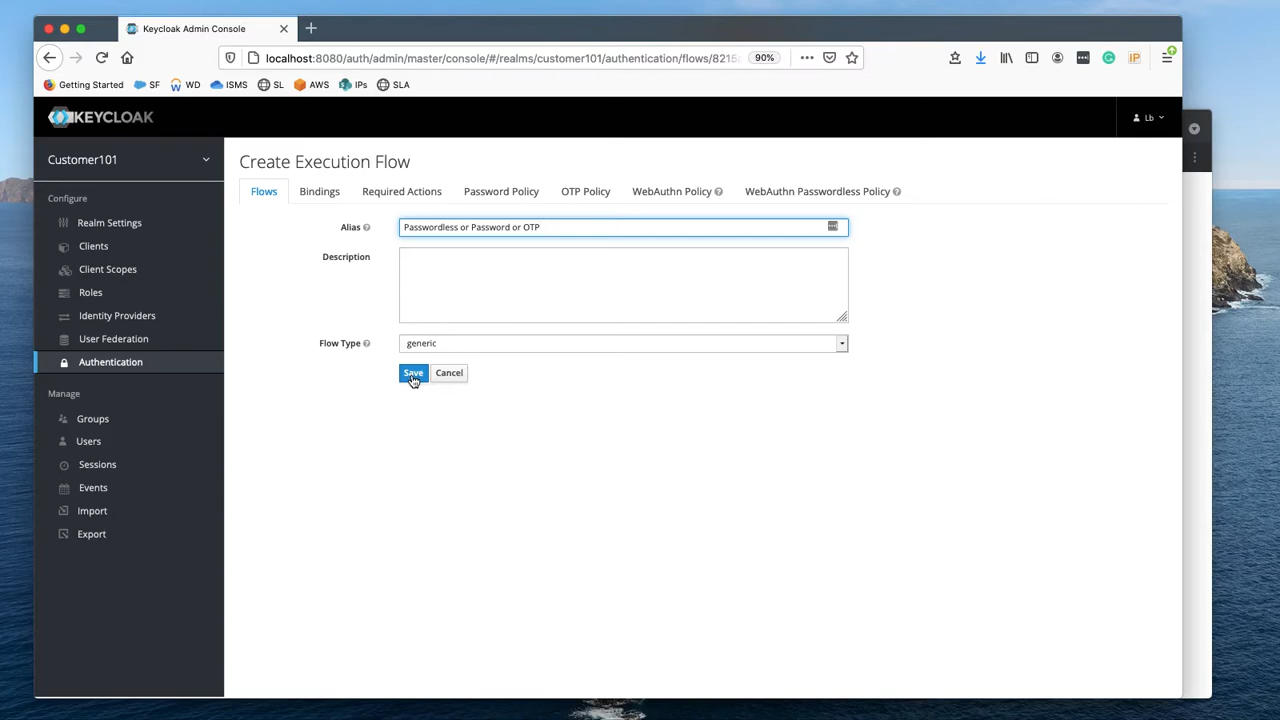 Keycloak Admin Console
localhost:8080/auth/admin/master/console/#/realms/customer101/authentication/flows/8215
90%
Getting Started
SF
WD
ISMS
SL
AWS
IPs
SLA
KEYCLOAK
Lb
Customer101
Configure
Realm Settings
Clients
Client Scopes
Roles
Identity Providers
User Federation
Authentication
Manage
Groups
Users
Sessions
Events
Import
Export
Create Execution Flow
Flows
Bindings
Required Actions
Password Policy
OTP Policy
WebAuthn Policy
WebAuthn Passwordless Policy
Alias
Passwordless or Password or OTP
Description
Flow Type
generic
Save
Cancel